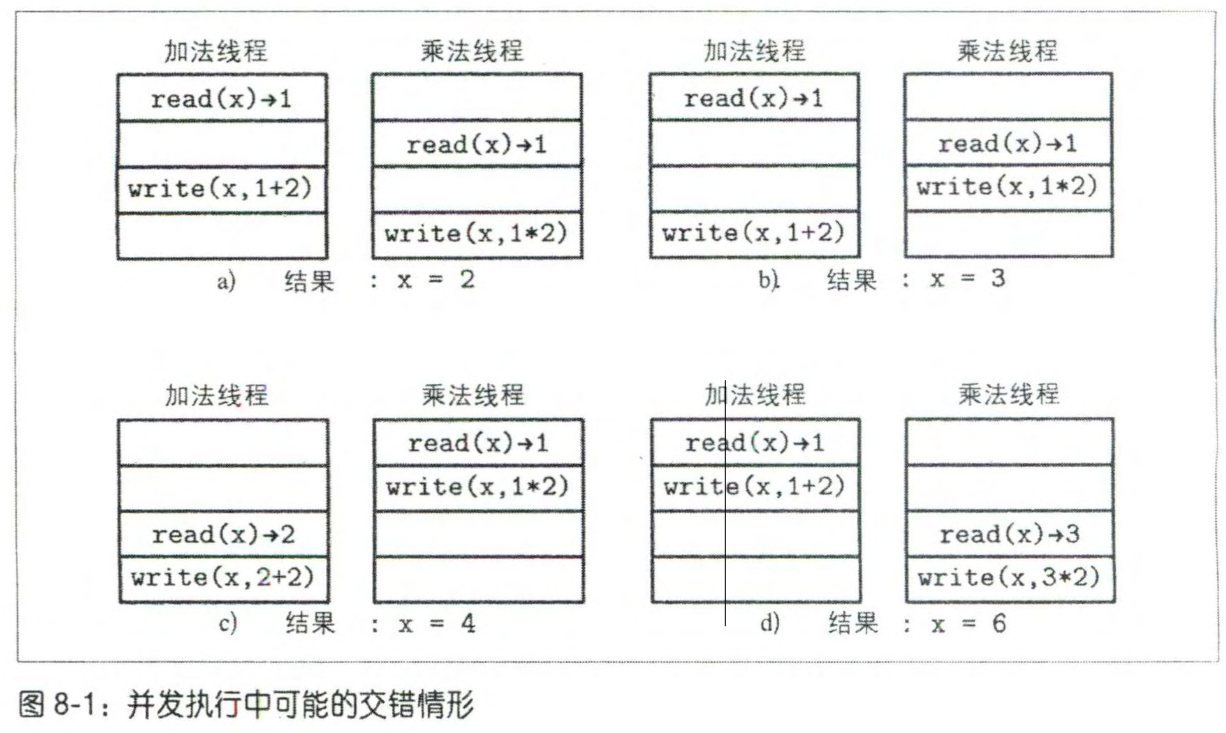 加法线程 乘法线程 加法线程 乘法线程
read(x)→1 read(x)→1
read(x)→1 read(x)→1
write(x,1+2) write(x,1*2)
write(x,1*2) write(x,1+2)
a) 结果 : x = 2 b) 结果 : x = 3
加法线程 乘法线程 加法线程 乘法线程
read(x)→1 read(x)→1
write(x,1*2) write(x,1+2)
read(x)→2 read(x)→3
write(x,2+2) write(x,3*2)
c) 结果 : x = 4 d) 结果 : x = 6
图 8-1：并发执行中可能的交错情形